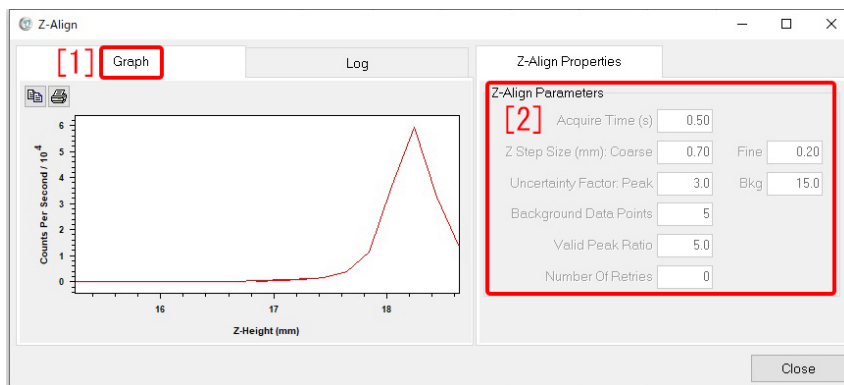 Z-Align
[1] Graph
Log
Z-Align Properties
Counts Per Second / 10^4
6
5
4
3
2
1
0
16 17 18
Z-Height (mm)
Z-Align Parameters
[2]
Acquire Time (s) 0.50
Z Step Size (mm): Coarse 0.70 Fine 0.20
Uncertainty Factor: Peak 3.0 Bkg 15.0
Background Data Points 5
Valid Peak Ratio 5.0
Number Of Retries 0
Close